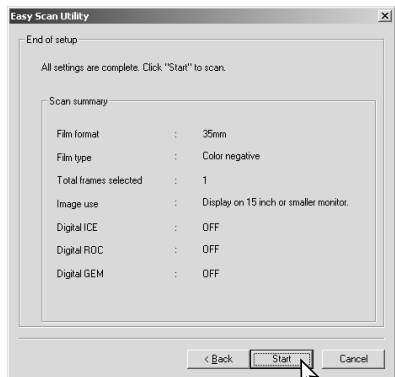 Easy Scan Utility
End of setup
All settings are complete. Click "Start" to scan.
Scan summary
Film format : 35mm
Film type : Color negative
Total frames selected : 1
Image use : Display on 15 inch or smaller monitor.
Digital ICE : OFF
Digital ROC : OFF
Digital GEM : OFF
< Back Start Cancel